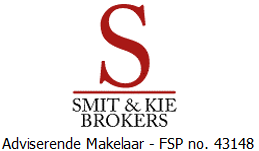 S
SMIT & KIE
BROKERS
Adviserende Makelaar - FSP no. 43148